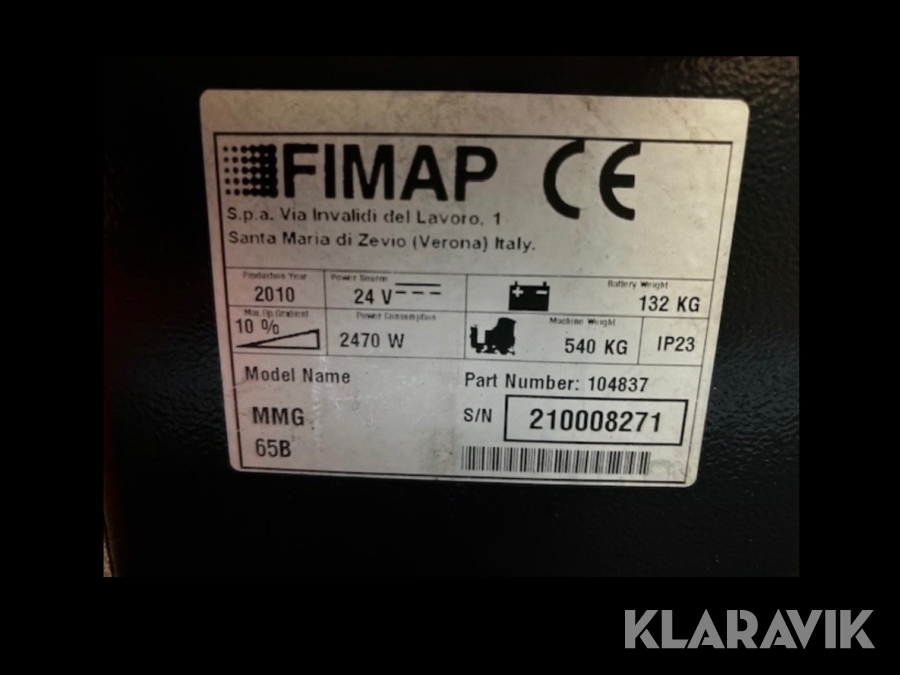 FIMAP CE
S.p.a. Via Invalidi del Lavoro, 1
Santa Maria di Zevio (Verona) Italy.
Production Year
2010
Power Source
24 V
Battery Weight
132 KG
Max.Op.Gradient
10 %
Power Consumption
2470 W
Machine Weight
540 KG
IP23
Model Name
MMG
65B
Part Number: 104837
S/N 210008271
KLARAVIK